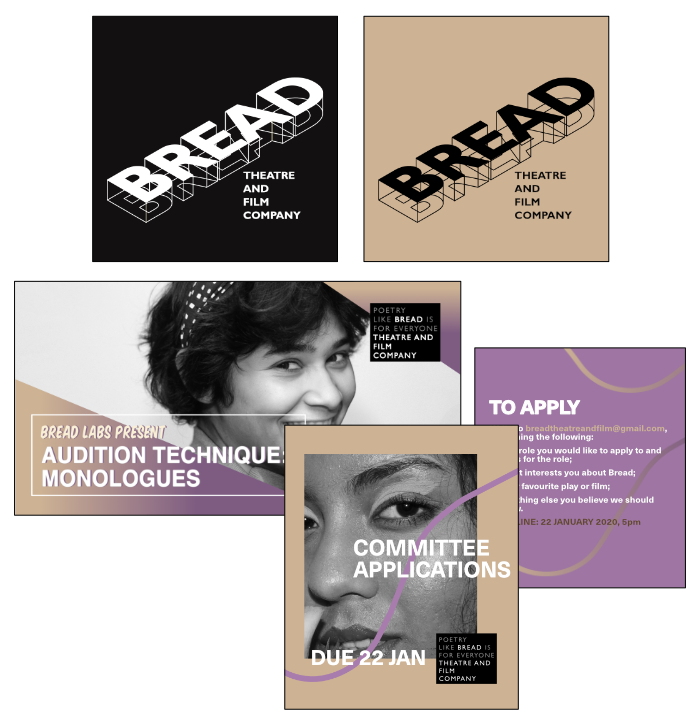 BREAD
THEATRE
AND
FILM
COMPANY
BREAD
THEATRE
AND
FILM
COMPANY
POETRY
LIKE BREAD IS
FOR EVERYONE
THEATRE AND
FILM
COMPANY
BREAD LABS PRESENT
AUDITION TECHNIQUE:
MONOLOGUES
TO APPLY
o breadtheatreandfilm@gmail.com,
ing the following:
role you would like to apply to and
s for the role;
t interests you about Bread;
favourite play or film;
thing else you believe we should
LINE: 22 JANUARY 2020, 5pm
COMMITTEE
APPLICATIONS
DUE 22 JAN
POETRY
LIKE BREAD IS
FOR EVERYONE
THEATRE AND
FILM
COMPANY